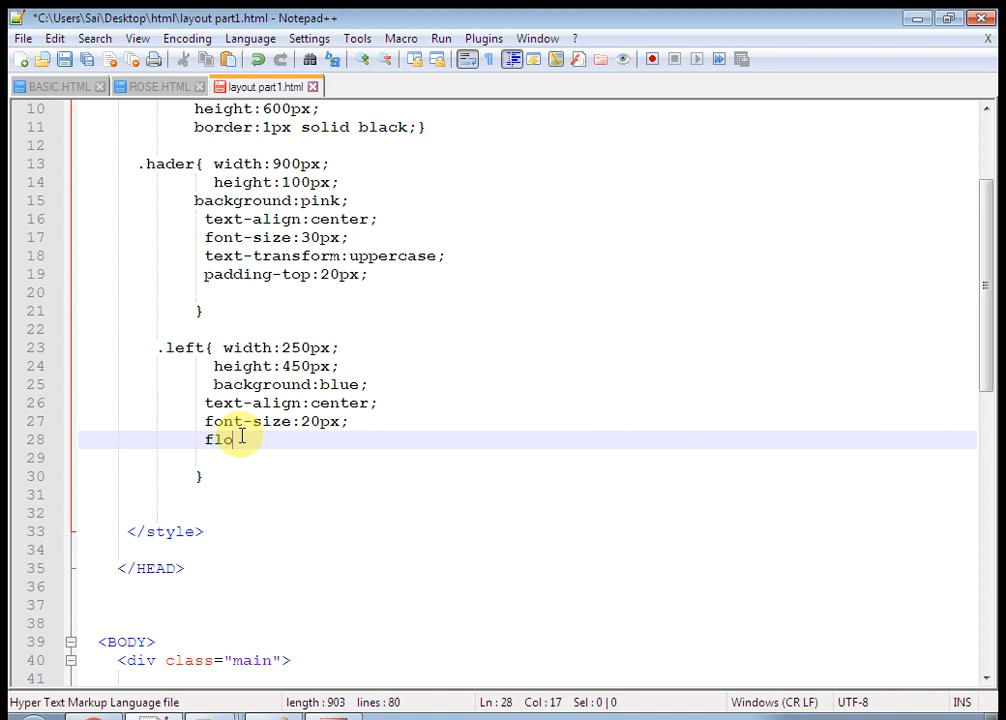 *C:\Users\Sai\Desktop\html\layout part1.html - Notepad++
File Edit Search View Encoding Language Settings Tools Macro Run Plugins Window ? X
BASIC HTML ROSE HTML layout part1.html
10 height:600px;
11 border:1px solid black;}
12
13 .hader{ width:900px;
14 height:100px;
15 background:pink;
16 text-align:center;
17 font-size:30px;
18 text-transform:uppercase;
19 padding-top:20px;
20
21 }
22
23 .left{ width:250px;
24 height:450px;
25 background:blue;
26 text-align:center;
27 font-size:20px;
28 flo
29
30 }
31
32
33 </style>
34
35 </HEAD>
36
37
38
39 <BODY>
40 <div class="main">
41
Hyper Text Markup Language file length : 903 lines : 80 Ln : 28 Col : 17 Sel : 0 | 0 Windows (CR LF) UTF-8 INS